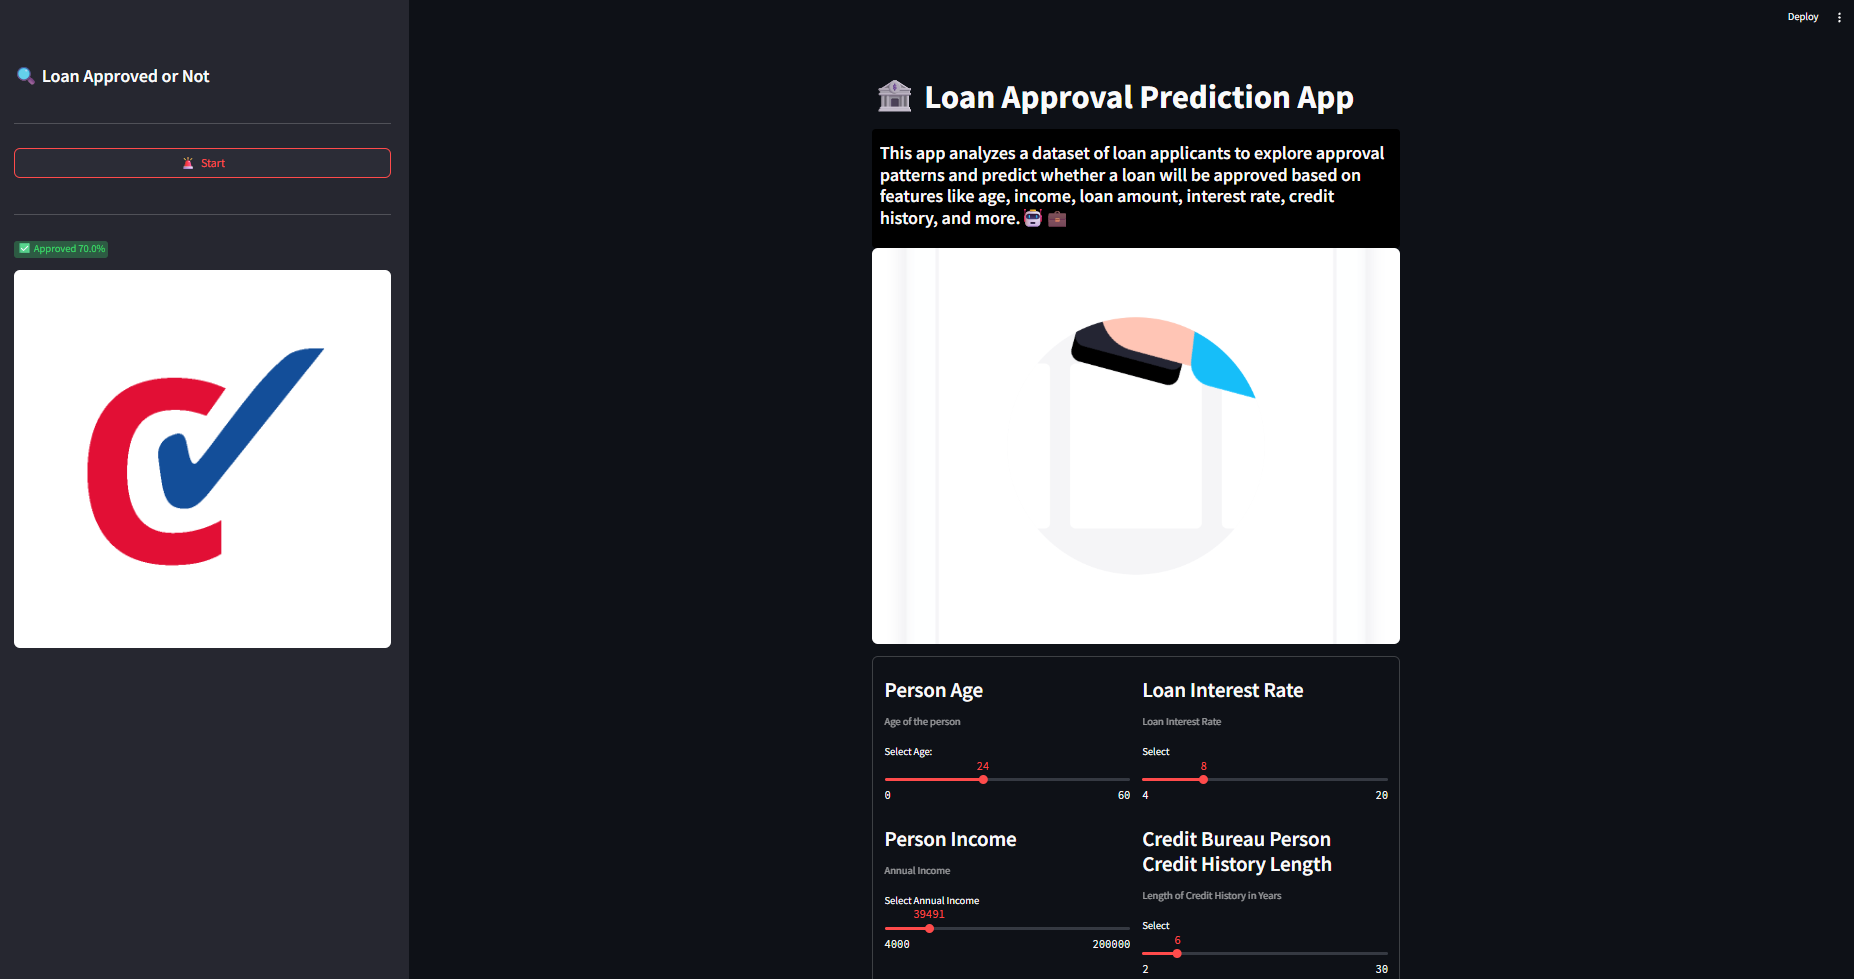 Deploy
🔍 Loan Approved or Not
🚨 Start
✅ Approved 70.0%
🏦 Loan Approval Prediction App
This app analyzes a dataset of loan applicants to explore approval
patterns and predict whether a loan will be approved based on
features like age, income, loan amount, interest rate, credit
history, and more. 🤖 💼
Person Age
Age of the person
Select Age:
24
0 60
Loan Interest Rate
Loan Interest Rate
Select
8
4 20
Person Income
Annual Income
Select Annual Income
39491
4000 200000
Credit Bureau Person
Credit History Length
Length of Credit History in Years
Select
6
2 30